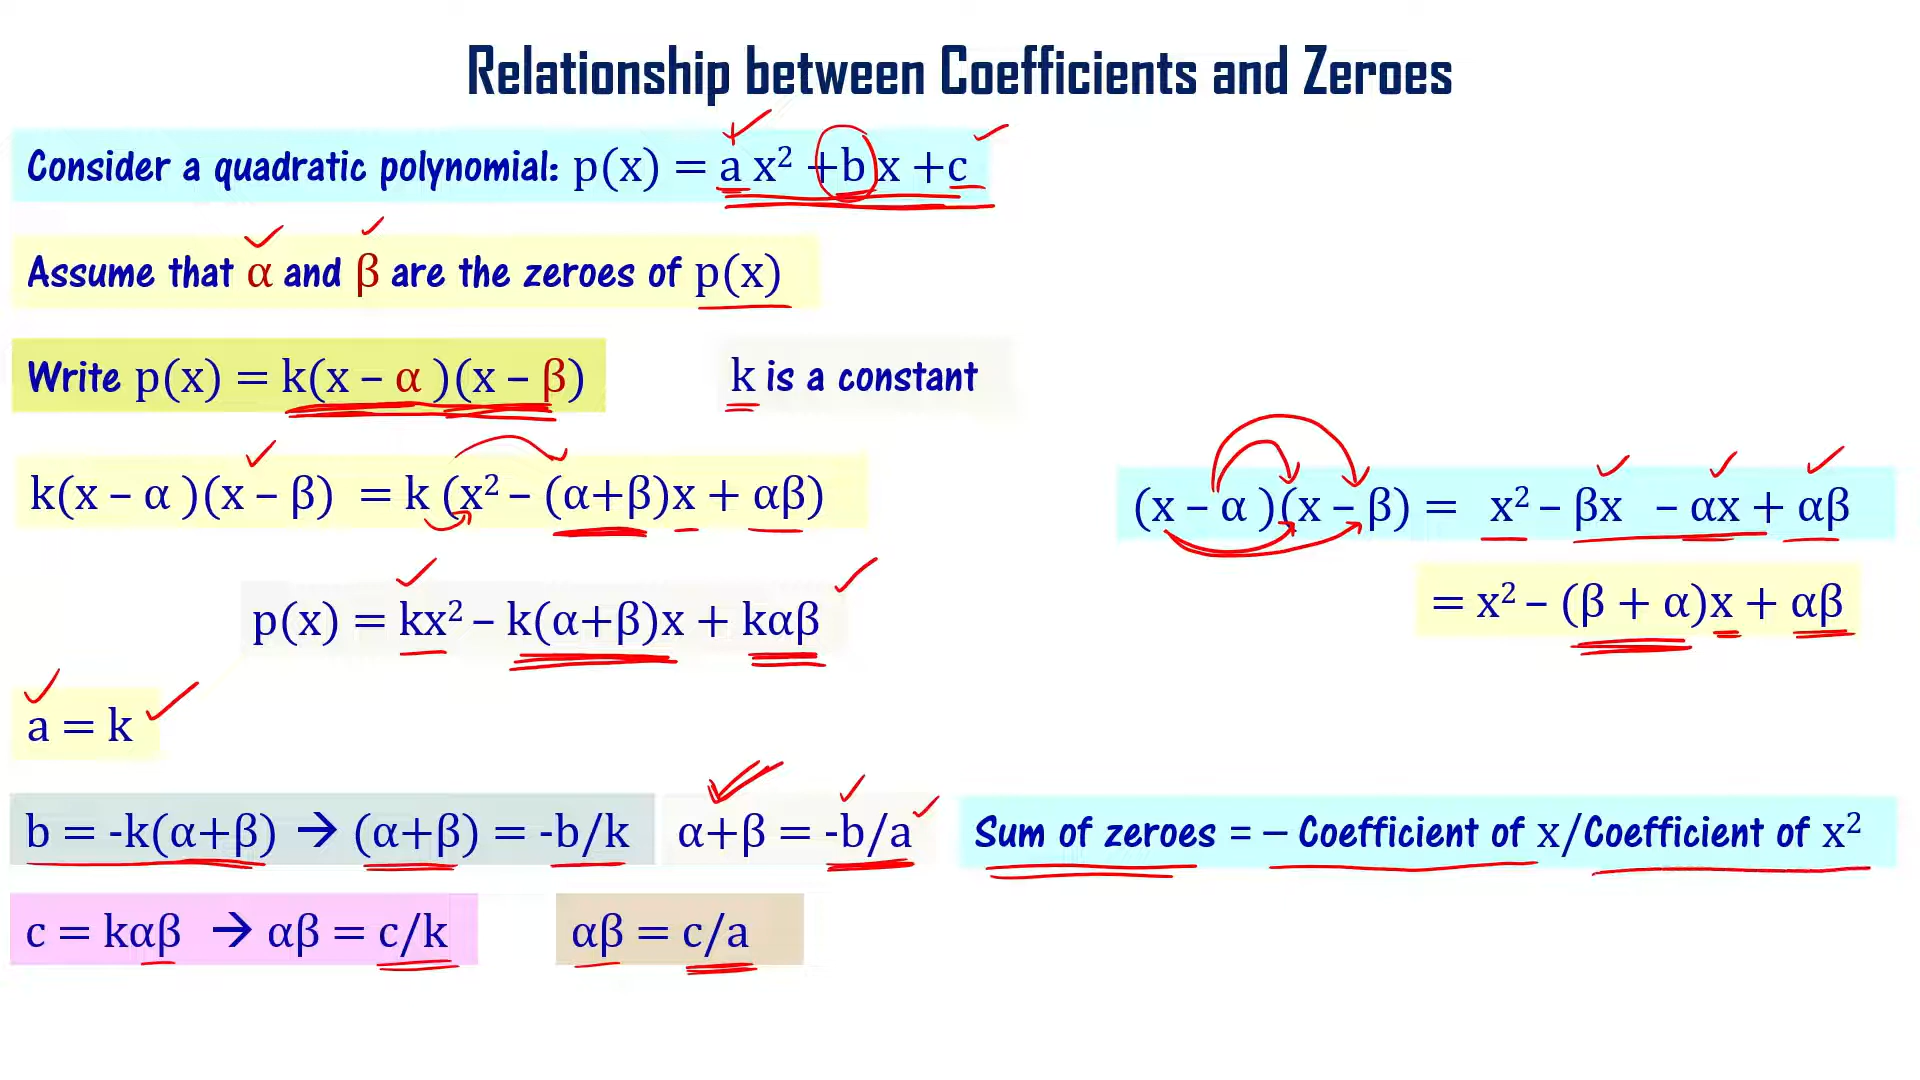 Relationship between Coefficients and Zeroes
Consider a quadratic polynomial: p(x) = a x² + b x + c
Assume that α and β are the zeroes of p(x)
Write p(x) = k(x – α )(x – β)
k is a constant
k(x – α )(x – β) = k (x² – (α+β)x + αβ)
(x – α )(x – β) = x² – βx – αx + αβ
= x² – (β + α)x + αβ
p(x) = kx² – k(α+β)x + kαβ
a = k
b = -k(α+β) → (α+β) = -b/k
α+β = -b/a
Sum of zeroes = – Coefficient of x/Coefficient of x²
c = kαβ → αβ = c/k
αβ = c/a